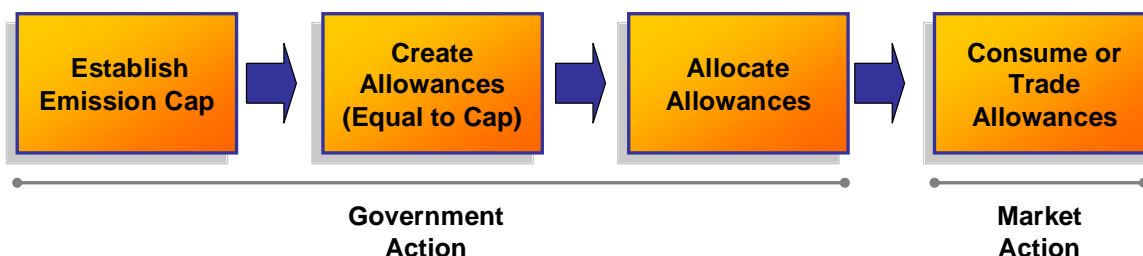 Establish
Emission Cap
Create
Allowances
(Equal to Cap)
Allocate
Allowances
Consume or
Trade
Allowances
Government
Action
Market
Action